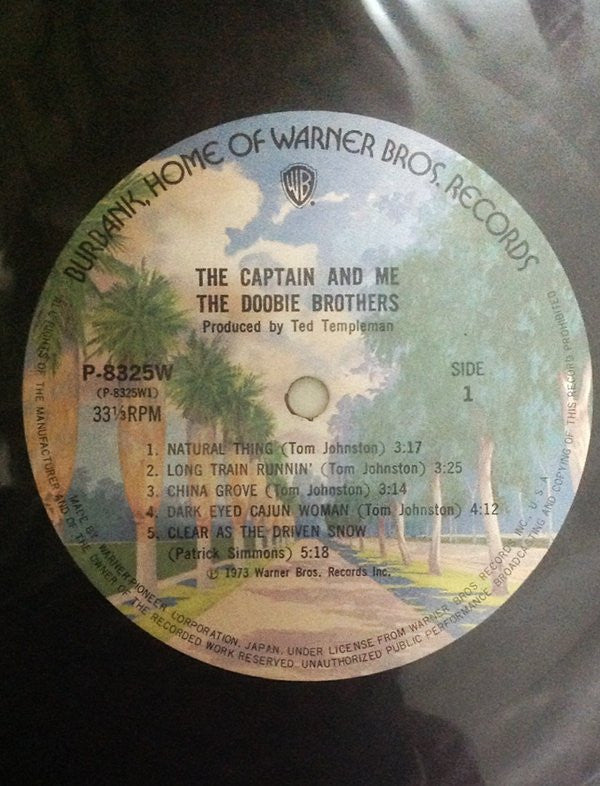 BURBANK, HOME OF WARNER BROS. RECORDS
WB
THE CAPTAIN AND ME
THE DOOBIE BROTHERS
Produced by Ted Templeman
P-8325W
(P-8325W1)
33⅓RPM
SIDE
1
1. NATURAL THING (Tom Johnston) 3:17
2. LONG TRAIN RUNNIN' (Tom Johnston) 3:25
3. CHINA GROVE (Tom Johnston) 3:14
4. DARK EYED CAJUN WOMAN (Tom Johnston) 4:12
5. CLEAR AS THE DRIVEN SNOW
(Patrick Simmons) 5:18
℗ 1973 Warner Bros. Records Inc.
MADE BY WARNER-PIONEER CORPORATION, JAPAN, UNDER LICENSE FROM WARNER BROS RECORDS INC., U.S.A
OF THE MANUFACTURER AND OF THE OWNER OF THE RECORDED WORK RESERVED UNAUTHORIZED PUBLIC PERFORMANCE BROADCASTING AND COPYING OF THIS RECORD PROHIBITED